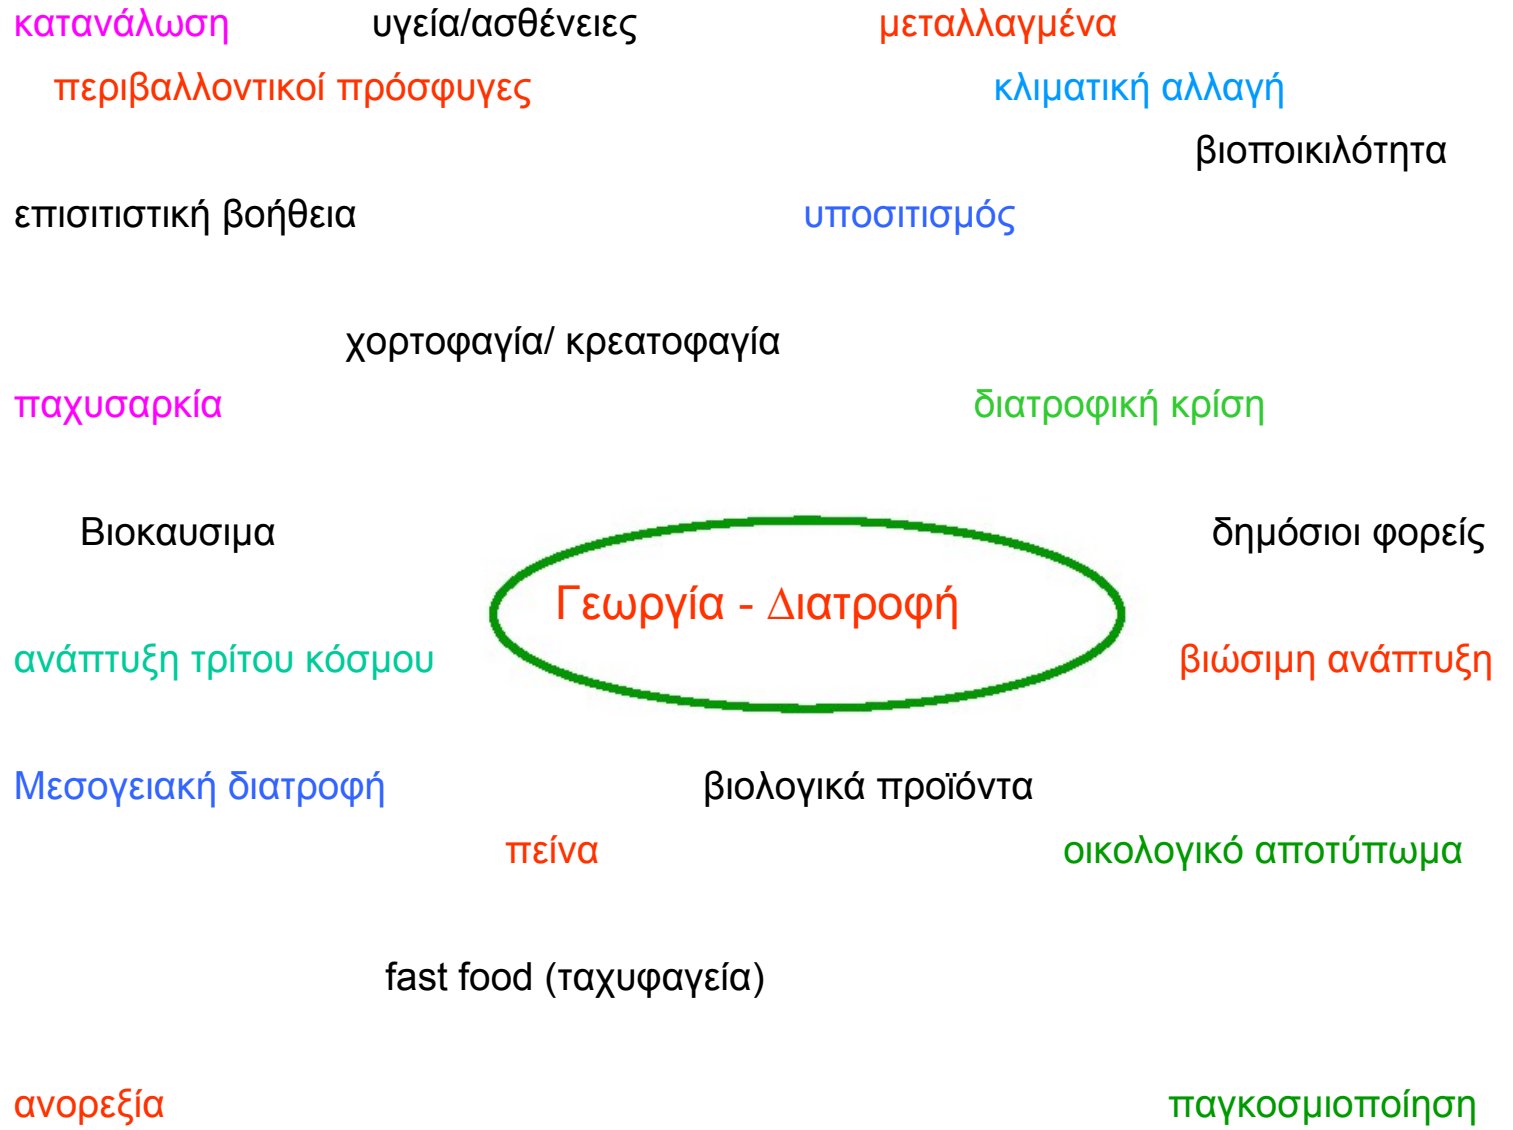 κατανάλωση υγεία/ασθένειες μεταλλαγμένα
περιβαλλοντικοί πρόσφυγες κλιματική αλλαγή
βιοποικιλότητα
επισιτιστική βοήθεια υποσιτισμός
χορτοφαγία/ κρεατοφαγία
παχυσαρκία διατροφική κρίση
Βιοκαυσιμα δημόσιοι φορείς
Γεωργία - Διατροφή
ανάπτυξη τρίτου κόσμου βιώσιμη ανάπτυξη
Μεσογειακή διατροφή βιολογικά προϊόντα
πείνα οικολογικό αποτύπωμα
fast food (ταχυφαγεία)
ανορεξία παγκοσμιοποίηση